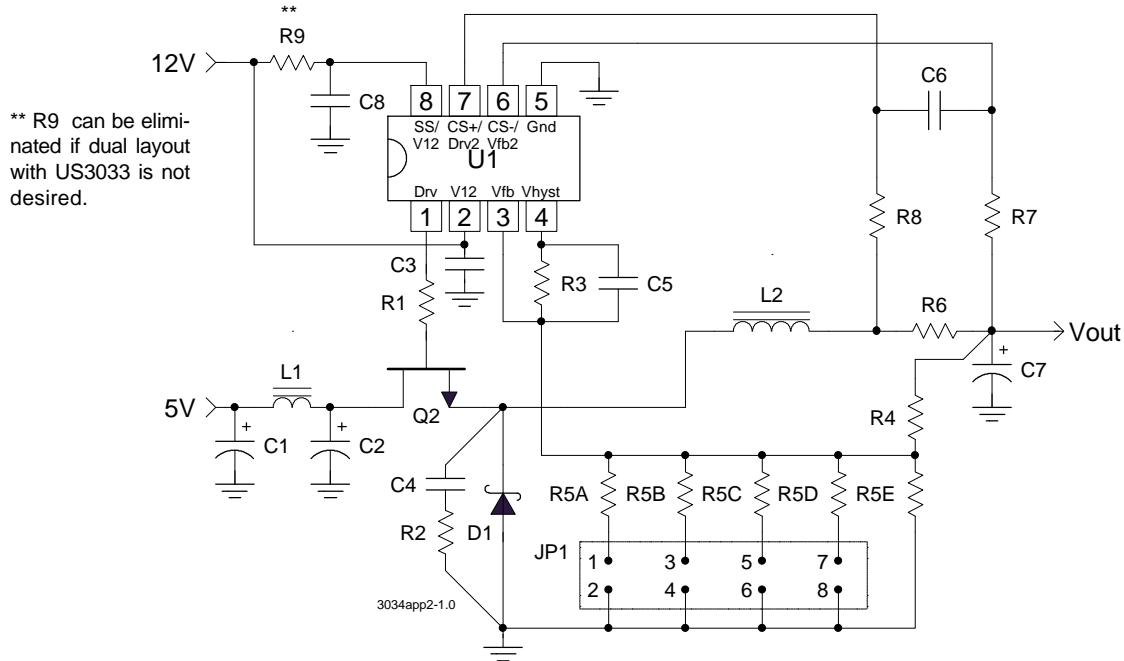 **
R9
12V
C8
** R9 can be elimi-
nated if dual layout
with US3033 is not
desired.
8 7 6 5
SS/ CS+/ CS-/ Gnd
V12 Drv2 Vfb2
U1
Drv V12 Vfb Vhyst
1 2 3 4
C6
R8 R7
C3
R1
R3 C5
L2
R6
Vout
C7
L1
5V
Q2
R4
C1 C2
C4
R5A R5B R5C R5D R5E
R2 D1
JP1
1 3 5 7
2 4 6 8
+
+
+
3034app2-1.0